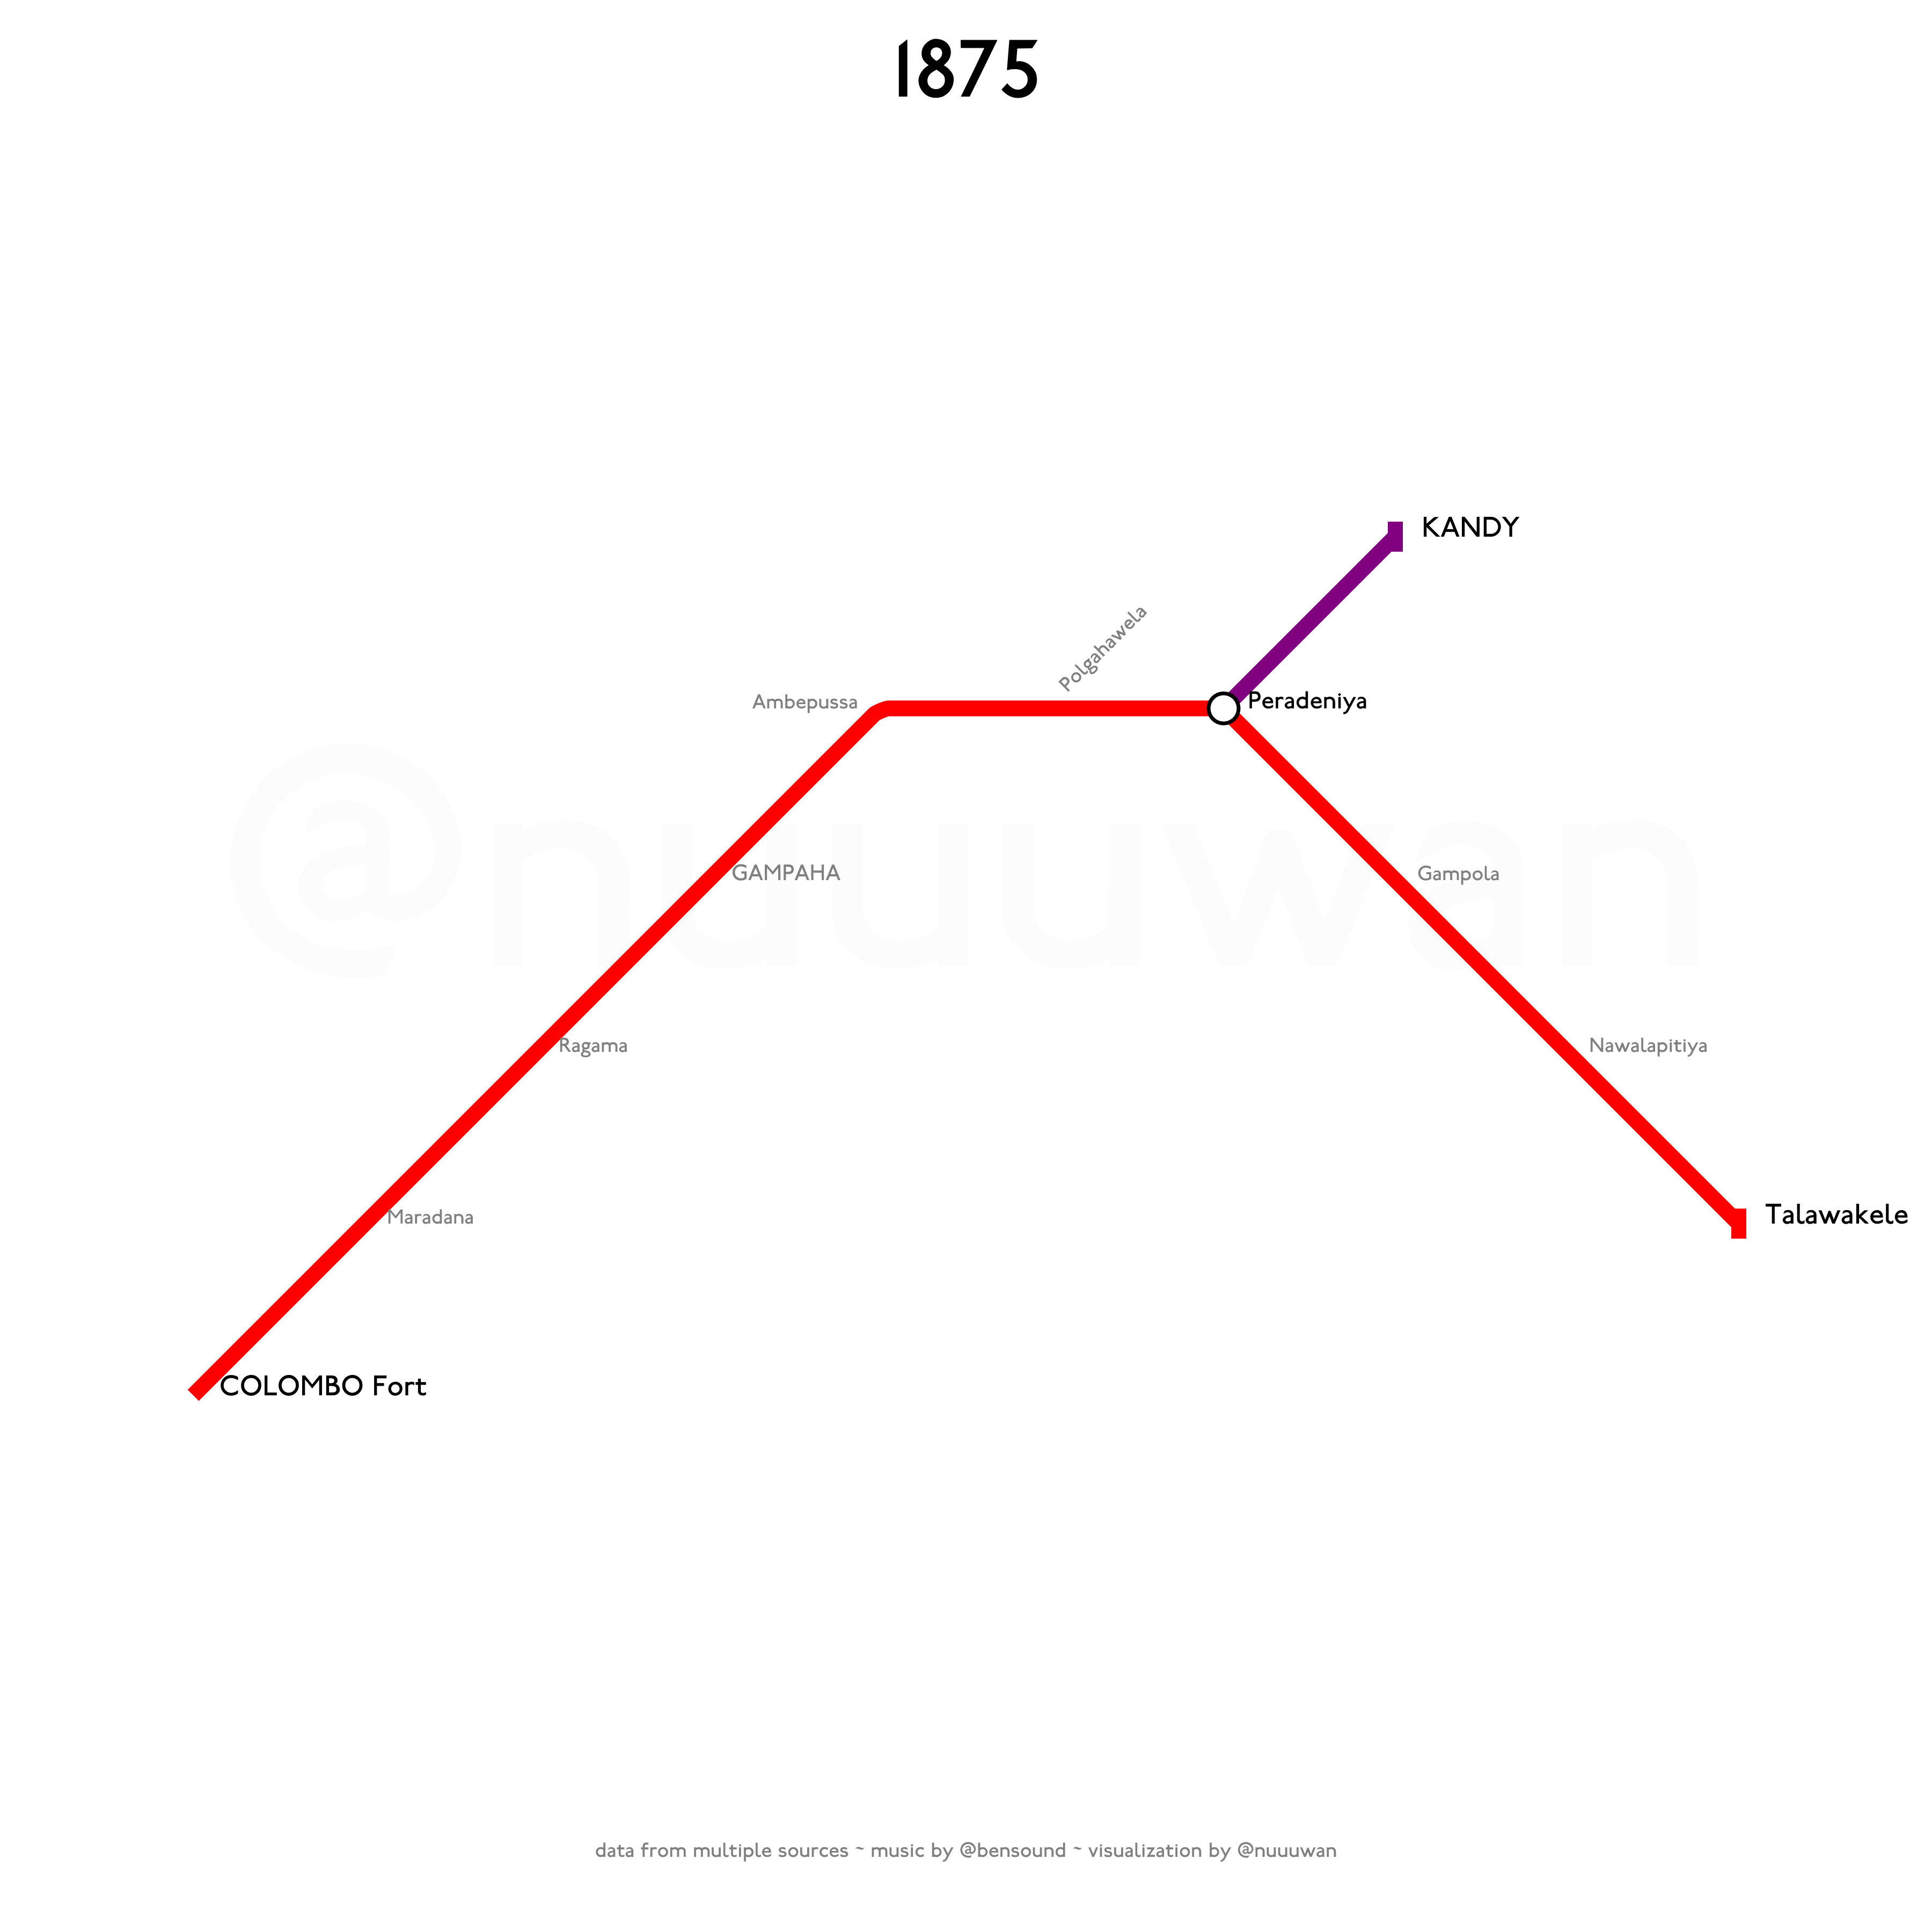 1875
KANDY
Polgahawela
Ambepussa
Peradeniya
@nuuuwan
GAMPAHA
Gampola
Ragama
Nawalapitiya
Maradana
Talawakele
COLOMBO Fort
data from multiple sources ~ music by @bensound ~ visualization by @nuuuwan